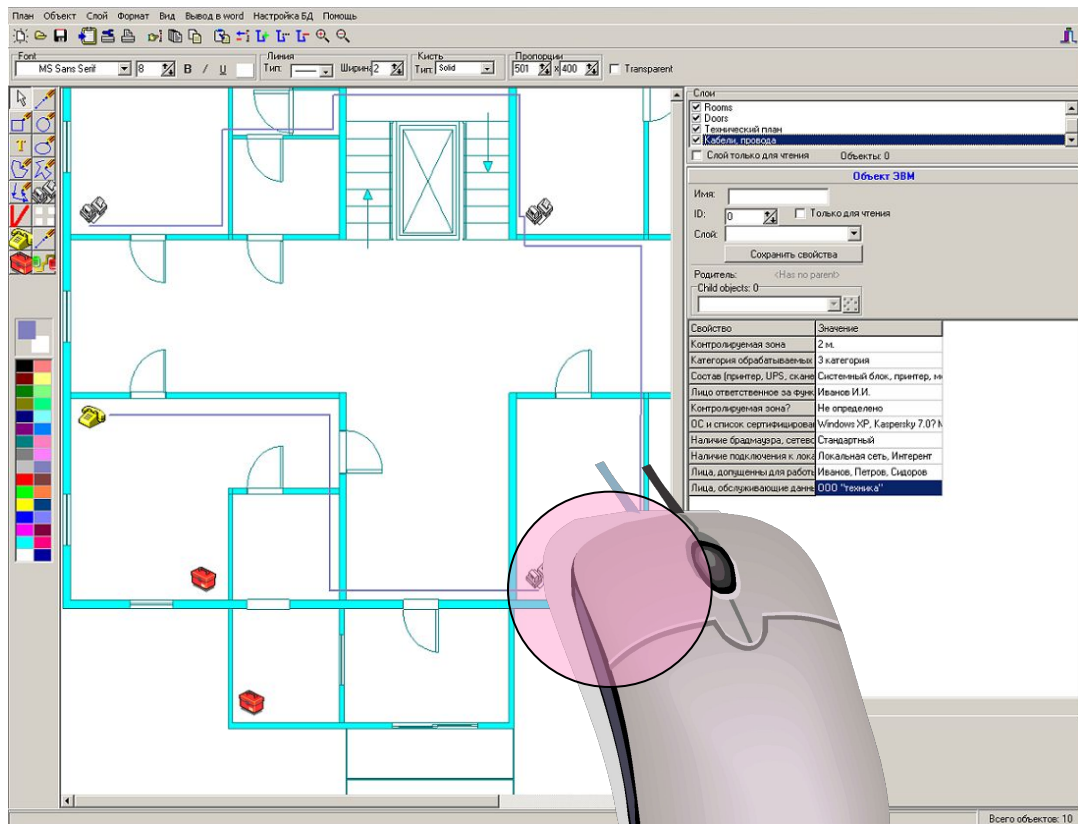 План Объект Слой Формат Вид Вывод в word Настройка БД Помощь
Font Линия Кисть Пропорции
MS Sans Serif 8 B / U Тип: Ширина 2 Тип: Solid 501 x 400 Transparent
Слои
Rooms
Doors
Технический план
Кабели, провода
Слой только для чтения Объекты: 0
Объект ЭВМ
Имя:
ID: 0 Только для чтения
Слой:
Сохранить свойства
Родитель: <Has no parent>
Child objects: 0
Свойство Значение
Контролируемая зона 2 м.
Категория обрабатываемых 3 категория
Состав (принтер, UPS, скане Системный блок, принтер, мо
Лицо ответственное за функ Иванов И.И.
Контролируемая зона? Не определено
ОС и список сертифицирова Windows XP, Kaspersky 7.0?
Наличие брадмауэра, сетево Стандартный
Наличие подключения к лока Локальная сеть, Интерент
Лица, допущенны для работы Иванов, Петров, Сидоров
Лица, обслуживающие данны ООО "техника"
T
Всего объектов: 10